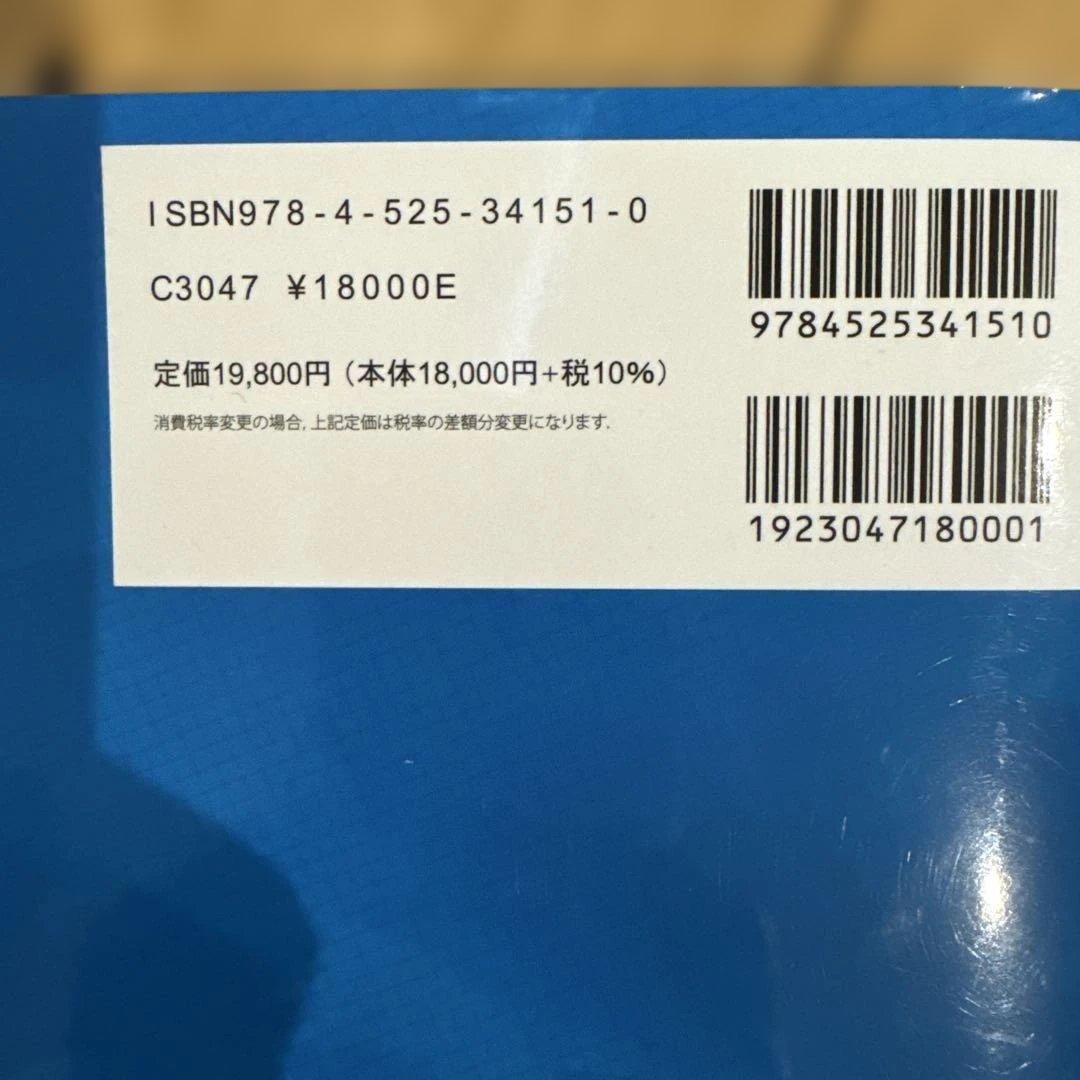 ISBN978-4-525-34151-0
C3047 ¥18000E
定価19,800円（本体18,000円+税10%）
消費税率変更の場合, 上記定価は税率の差額分変更になります.
9784525341510
1923047180001